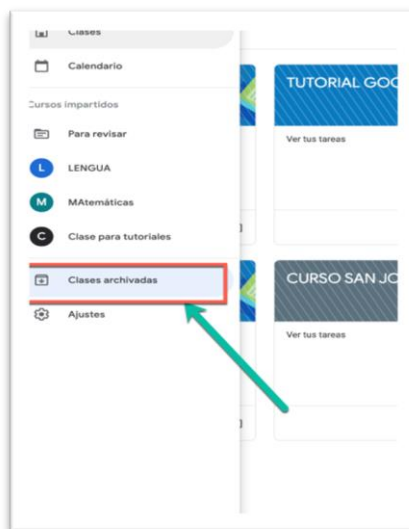 Clases
Calendario
Cursos impartidos
Para revisar
L LENGUA
M MAtemáticas
C Clase para tutoriales
Clases archivadas
Ajustes
TUTORIAL GOO
Ver tus tareas
CURSO SAN JO
Ver tus tareas